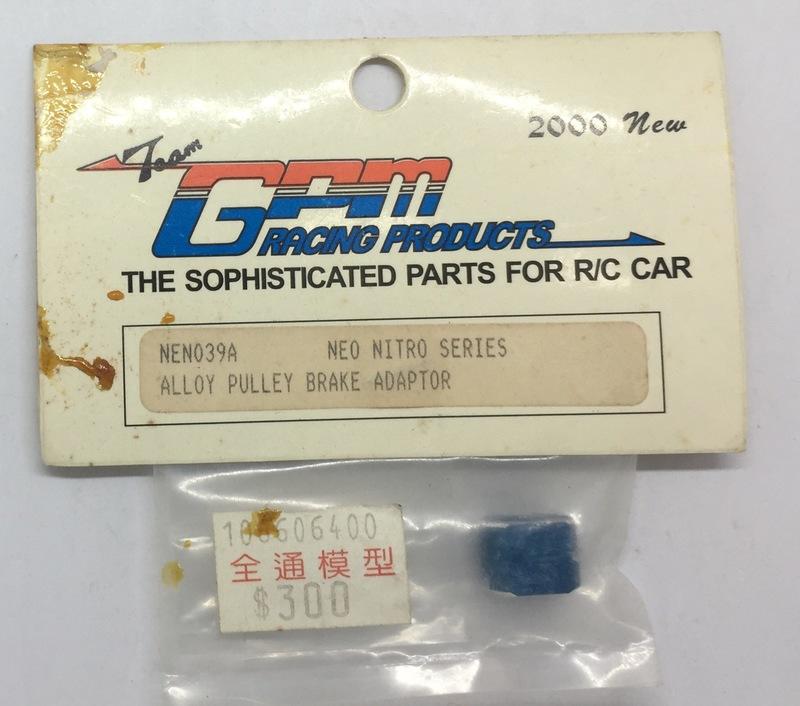 2000 New
Team
GPM
RACING PRODUCTS
THE SOPHISTICATED PARTS FOR R/C CAR
NEN039A NEO NITRO SERIES
ALLOY PULLEY BRAKE ADAPTOR
全通模型
$300